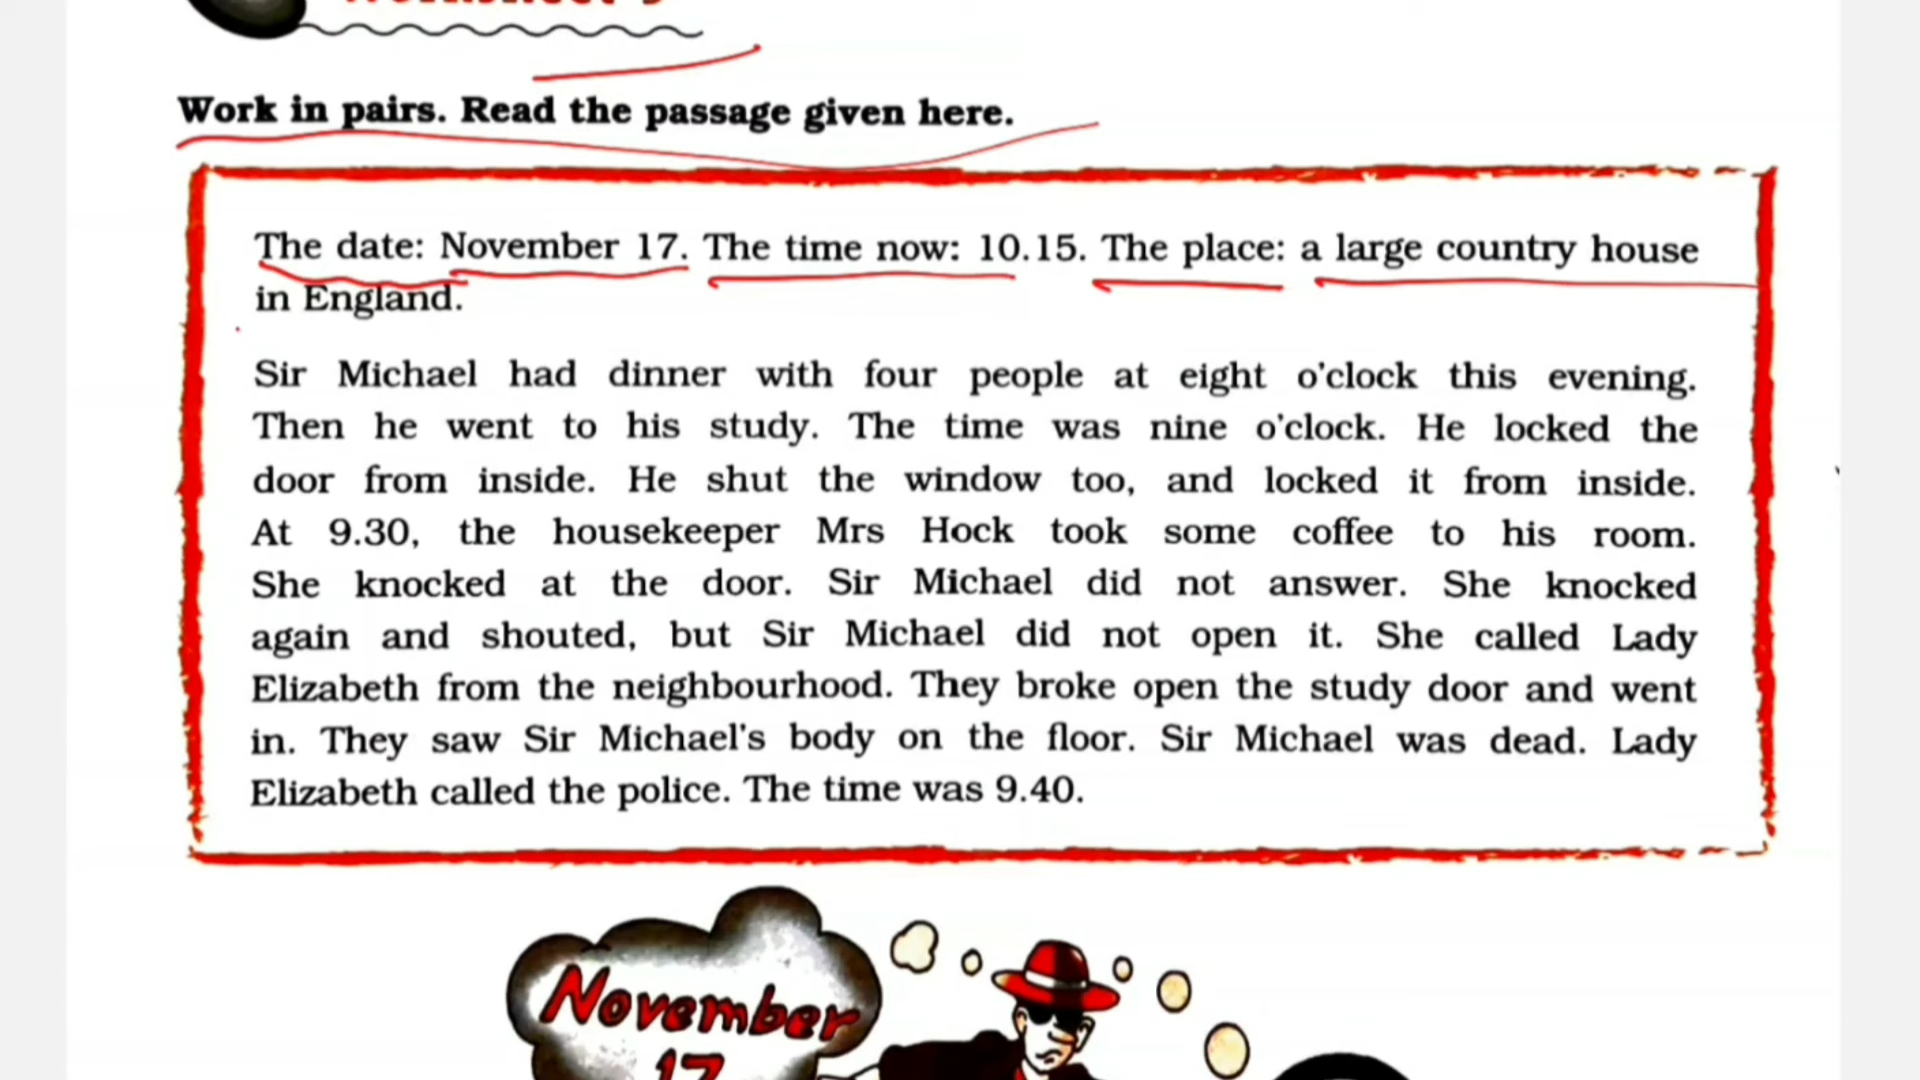 Work in pairs. Read the passage given here.
The date: November 17. The time now: 10.15. The place: a large country house
in England.
Sir Michael had dinner with four people at eight o'clock this evening.
Then he went to his study. The time was nine o'clock. He locked the
door from inside. He shut the window too, and locked it from inside.
At 9.30, the housekeeper Mrs Hock took some coffee to his room.
She knocked at the door. Sir Michael did not answer. She knocked
again and shouted, but Sir Michael did not open it. She called Lady
Elizabeth from the neighbourhood. They broke open the study door and went
in. They saw Sir Michael's body on the floor. Sir Michael was dead. Lady
Elizabeth called the police. The time was 9.40.
November
17